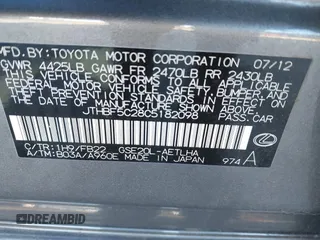 MFD.BY: TOYOTA MOTOR CORPORATION 07/12
GVWR 4425LB GAWR FR 2470LB RR 2430LB
THIS VEHICLE CONFORMS TO ALL APPLICABLE
FEDERAL MOTOR VEHICLE SAFETY, BUMPER, AND
THEFT PREVENTION STANDARDS IN EFFECT ON
THE DATE OF MANUFACTURE SHOWN ABOVE.
JTHBF5C28C5182098 PASS.CAR
C/TR: 1H9/FB22 GSE20L-AETLHA
A/TM: B03A/A960E MADE IN JAPAN 974A
DREAMBID